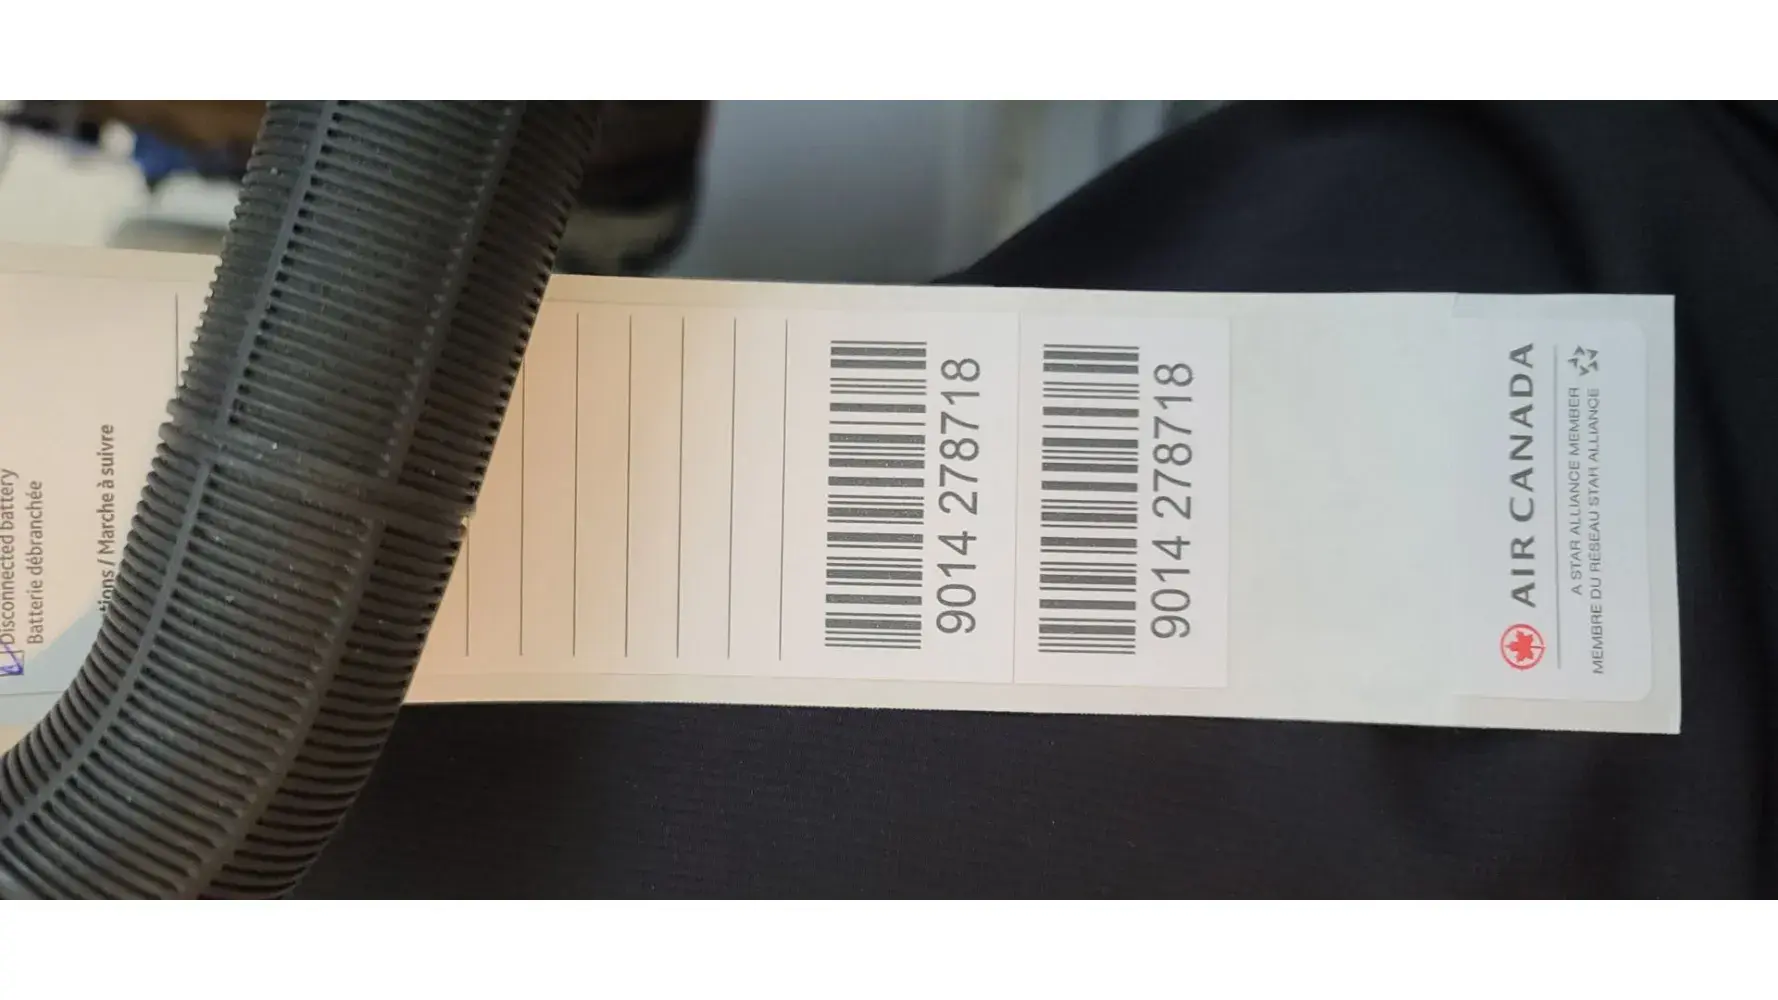 Disconnected battery
Batterie débranchée
tions / Marche à suivre
9014 278718
9014 278718
AIR CANADA
A STAR ALLIANCE MEMBER
MEMBRE DU RÉSEAU STAR ALLIANCE